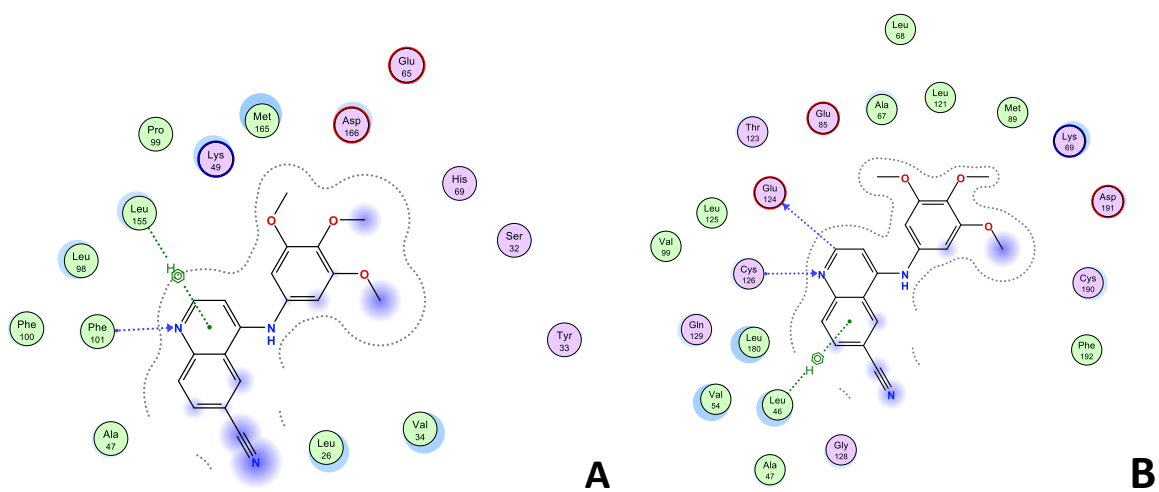 Glu
65
Met
165
Asp
166
Pro
99
Lys
49
His
69
Leu
155
Ser
32
Leu
98
H
O
O
O
Phe
100
Phe
101
N
N
H
Tyr
33
Ala
47
Leu
26
Val
34
N
A
Leu
68
Leu
121
Ala
67
Met
89
Glu
85
Thr
123
Lys
69
Glu
124
Asp
191
Leu
125
Val
99
O
O
O
Cys
126
N
N
H
Cys
190
Gln
129
Leu
180
Phe
192
H
Val
54
Leu
46
N
Gly
128
Ala
47
B